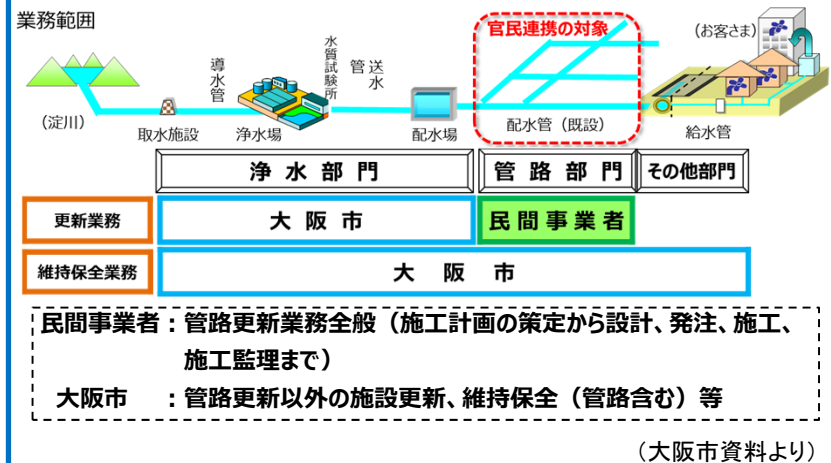 業務範囲
官民連携の対象
(お客さま)
導水管
水質試験所
送水管
(淀川)
取水施設
浄水場
配水場
配水管（既設）
給水管
浄水部門
管路部門
その他部門
更新業務
大阪市
民間事業者
維持保全業務
大阪市
民間事業者：管路更新業務全般（施工計画の策定から設計、発注、施工、
施工監理まで）
大阪市　：管路更新以外の施設更新、維持保全（管路含む）等
（大阪市資料より）